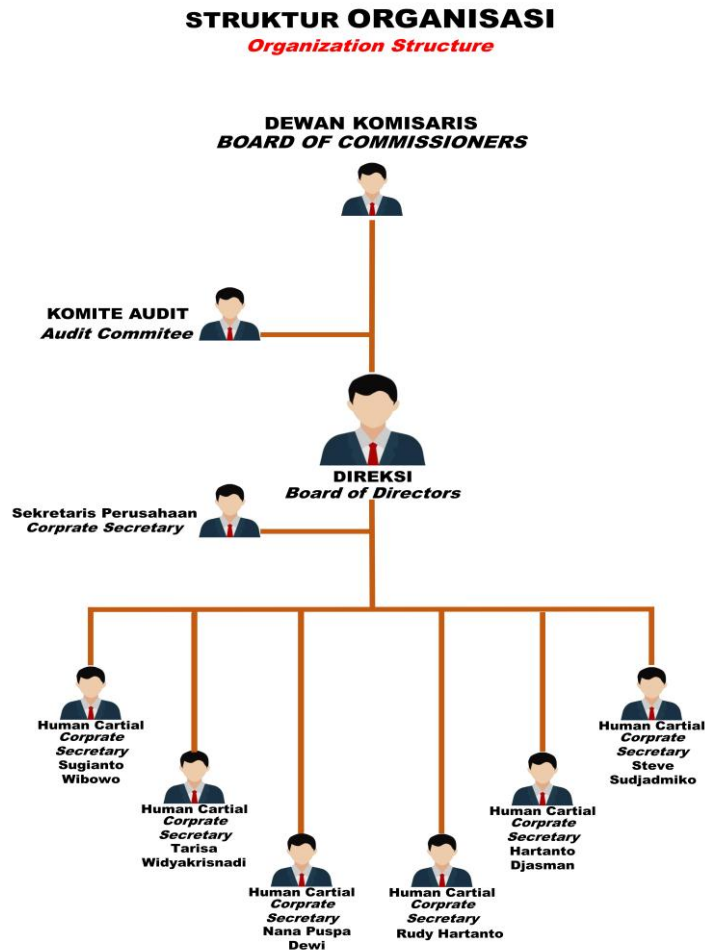 STRUKTUR ORGANISASI
Organization Structure
DEWAN KOMISARIS
BOARD OF COMMISSIONERS
KOMITE AUDIT
Audit Commitee
DIREKSI
Board of Directors
Sekretaris Perusahaan
Corprate Secretary
Human Cartial
Corprate
Secretary
Sugianto
Wibowo
Human Cartial
Corprate
Secretary
Tarisa
Widyakrisnadi
Human Cartial
Corprate
Secretary
Nana Puspa
Dewi
Human Cartial
Corprate
Secretary
Rudy Hartanto
Human Cartial
Corprate
Secretary
Hartanto
Djasman
Human Cartial
Corprate
Secretary
Steve
Sudjadmiko